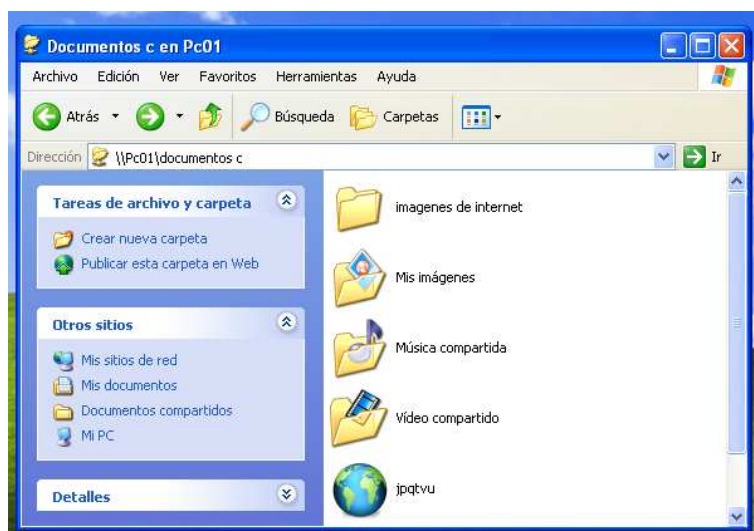 Documentos c en Pc01
Archivo Edición Ver Favoritos Herramientas Ayuda
Atrás Búsqueda Carpetas
Dirección \\Pc01\documentos c Ir
Tareas de archivo y carpeta
Crear nueva carpeta
Publicar esta carpeta en Web
Otros sitios
Mis sitios de red
Mis documentos
Documentos compartidos
Mi PC
Detalles
imagenes de internet
Mis imágenes
Música compartida
Vídeo compartido
jpqtvu